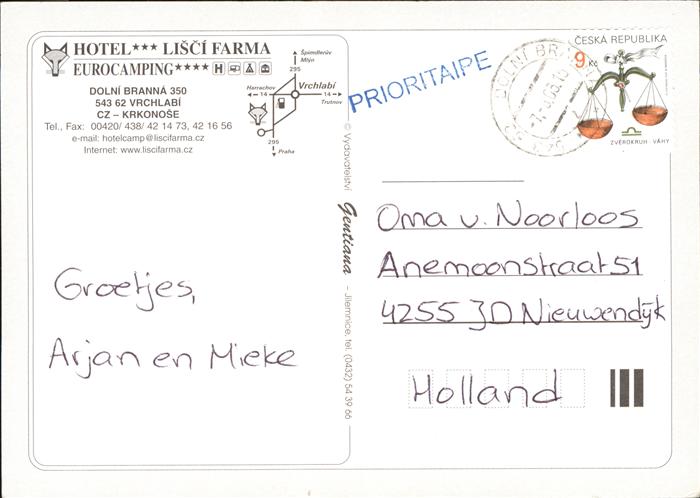 HOTEL*** LIŠČÍ FARMA
EUROCAMPING****
DOLNÍ BRANNÁ 350
543 62 VRCHLABÍ
CZ – KRKONOŠE
Tel., Fax: 00420/ 438/ 42 14 73, 42 16 56
e-mail: hotelcamp@liscifarma.cz
Internet: www.liscifarma.cz
Špindlerův
Mlýn
295
Harrachov
Vrchlabí
14
14
Trutnov
295
Praha
PRIORITAIPE
DOLNÍ BR
ČESKÁ REPUBLIKA
9 Kč
ZVĚROKRUH - VÁHY
© Vydavatelství Gentiana – Jilemnice, tel. (0432) 54 39 66
Groetjes,
Arjan en Mieke
Oma v. Noorloos
Anemoonstraat 51
4255 JD Nieuwendijk
Holland